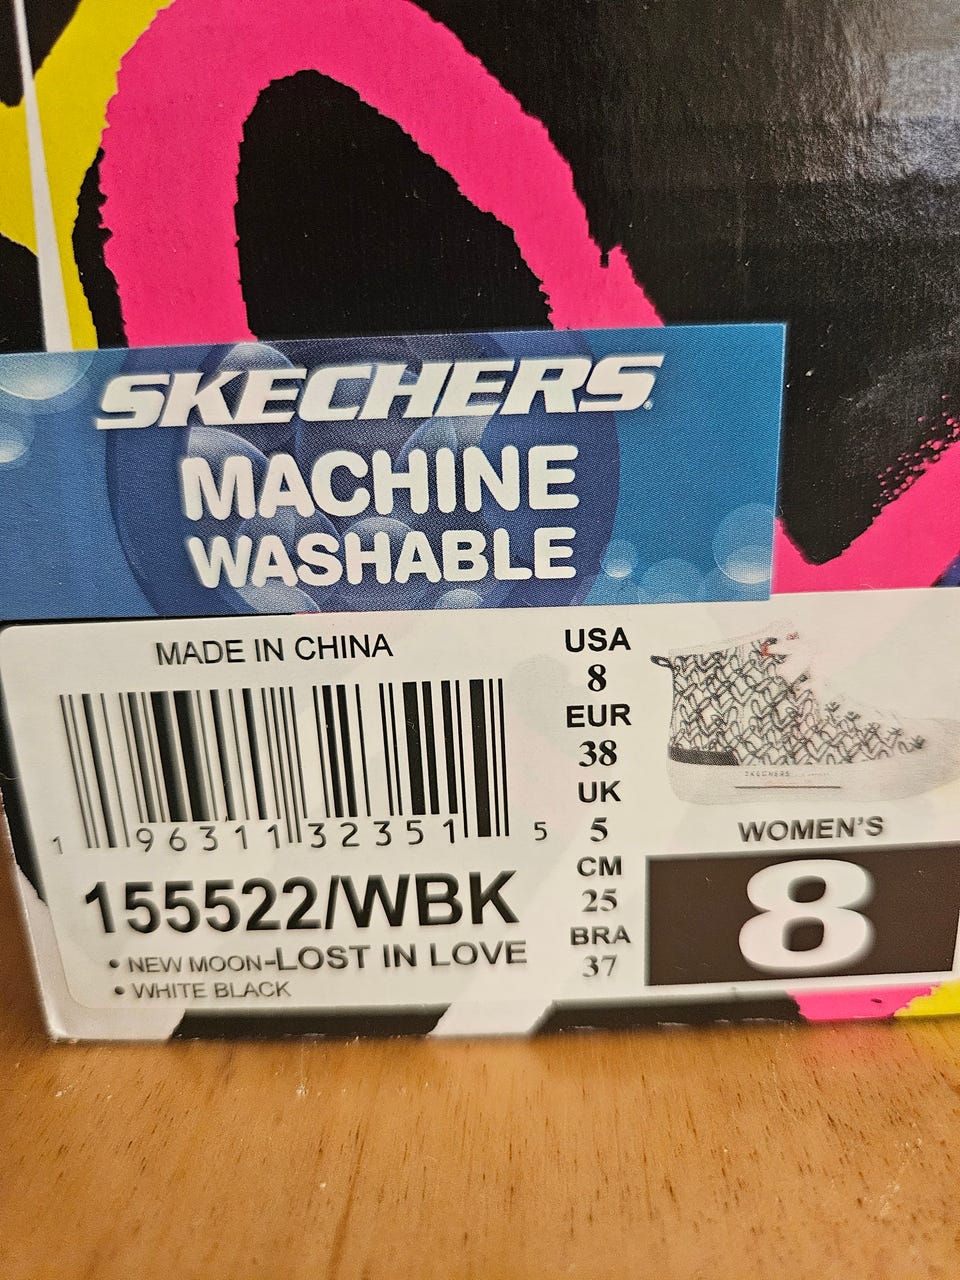 SKECHERS
MACHINE
WASHABLE
MADE IN CHINA
1 96311 32351 5
155522/WBK
• NEW MOON-LOST IN LOVE
• WHITE BLACK
USA
8
EUR
38
UK
5
CM
25
BRA
37
SKECHERS
WOMEN'S
8